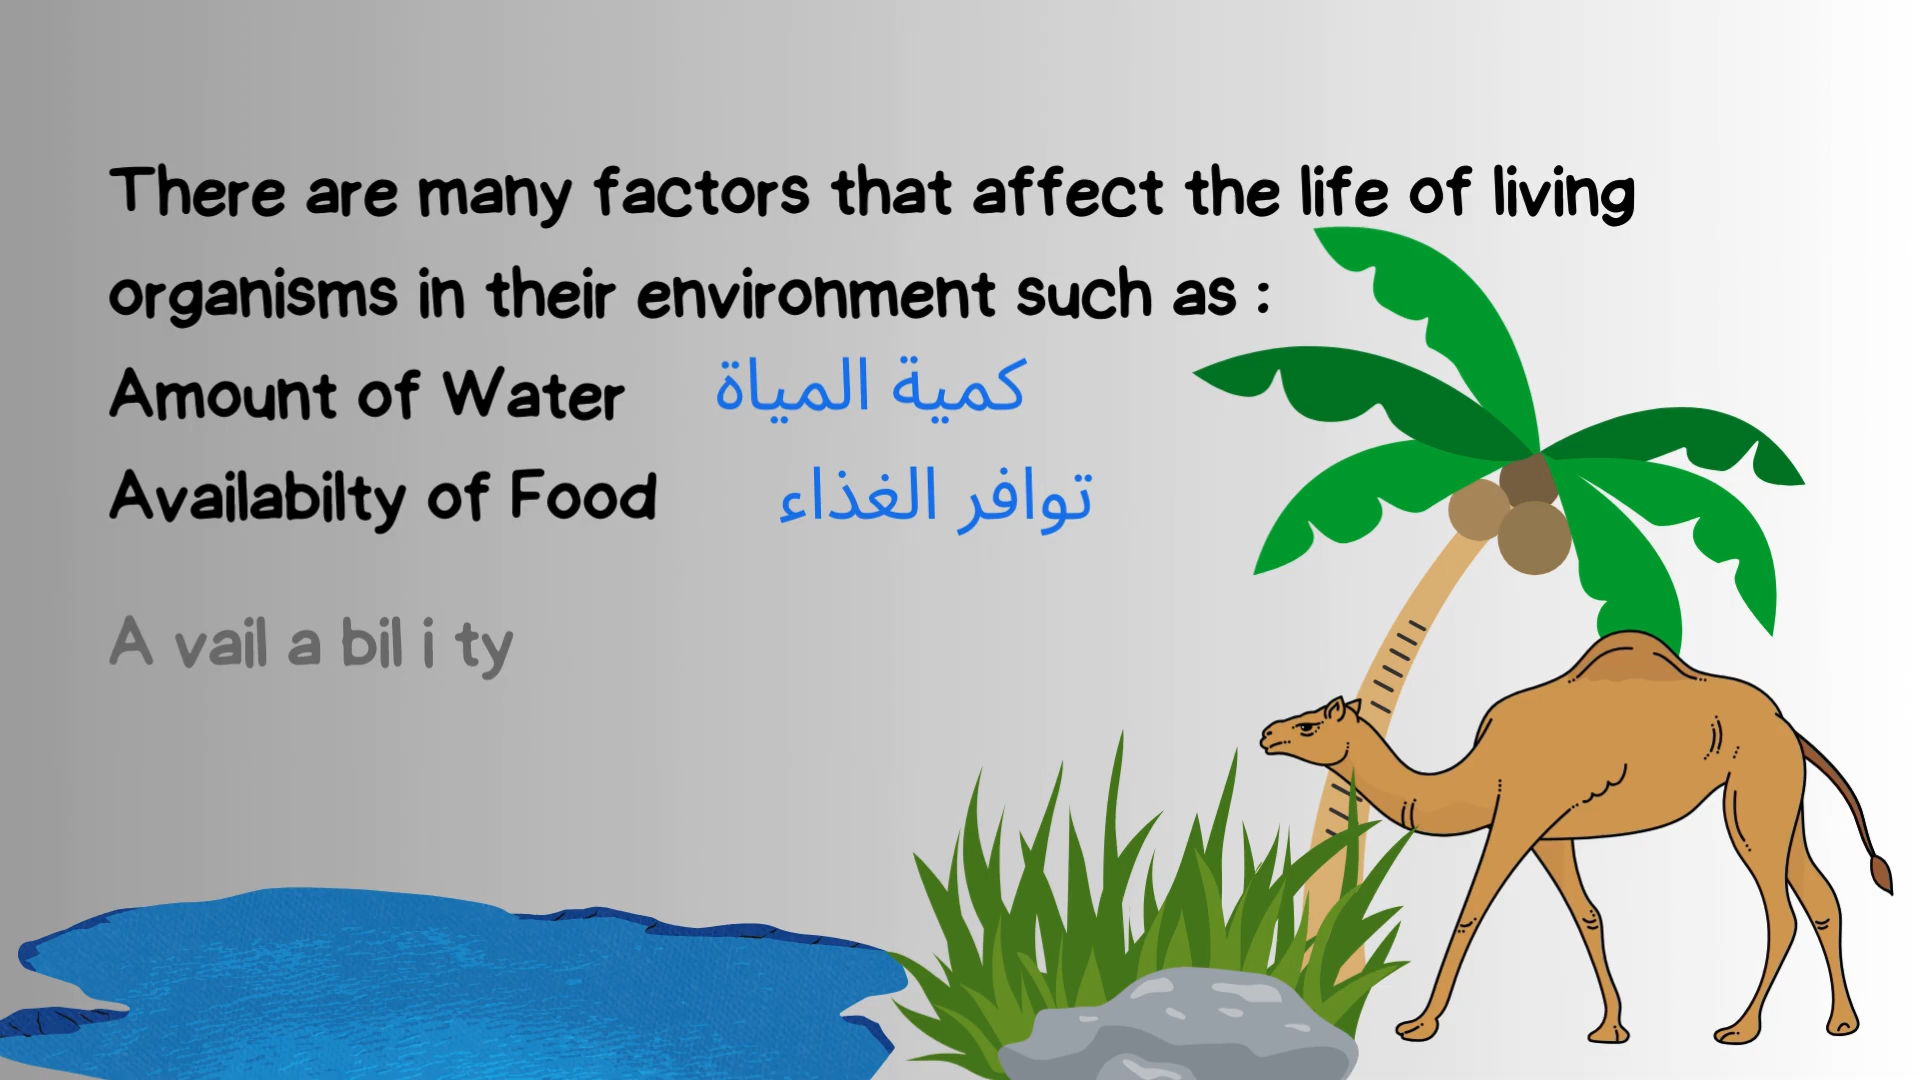 There are many factors that affect the life of living
organisms in their environment such as :
Amount of Water كمية المياة
Availabilty of Food توافر الغذاء
A vail a bil i ty